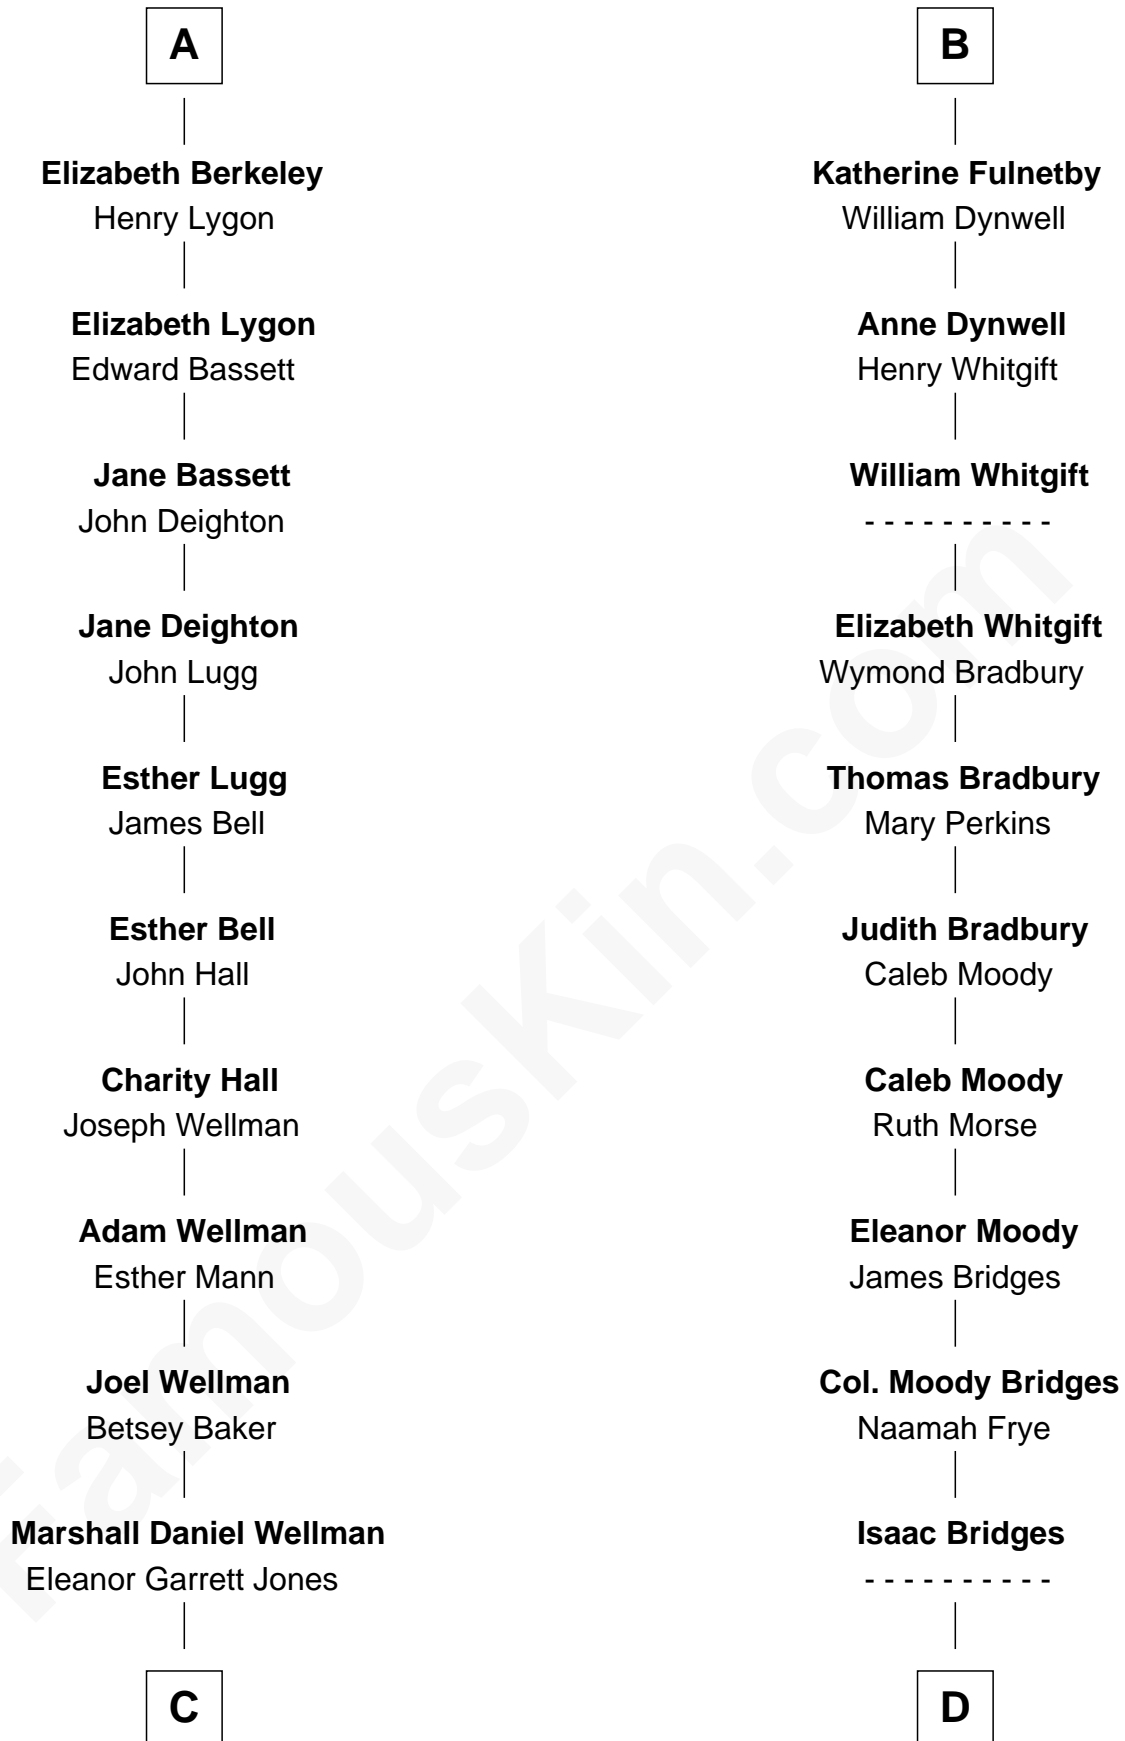 A
Elizabeth Berkeley
Henry Lygon
Elizabeth Lygon
Edward Bassett
Jane Bassett
John Deighton
Jane Deighton
John Lugg
Esther Lugg
James Bell
Esther Bell
John Hall
Charity Hall
Joseph Wellman
Adam Wellman
Esther Mann
Joel Wellman
Betsey Baker
Marshall Daniel Wellman
Eleanor Garrett Jones
C
B
Katherine Fulnetby
William Dynwell
Anne Dynwell
Henry Whitgift
William Whitgift
- - - - - - - - - -
Elizabeth Whitgift
Wymond Bradbury
Thomas Bradbury
Mary Perkins
Judith Bradbury
Caleb Moody
Caleb Moody
Ruth Morse
Eleanor Moody
James Bridges
Col. Moody Bridges
Naamah Frye
Isaac Bridges
- - - - - - - - - -
D
FamousKin.com